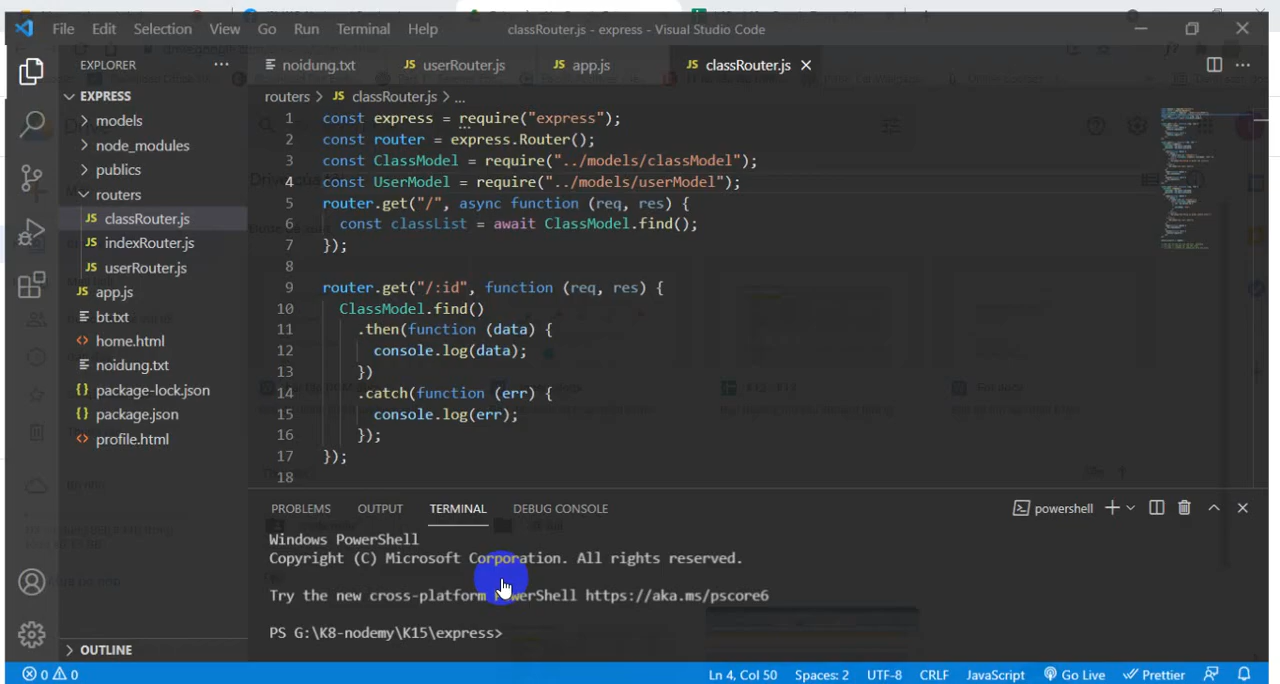 File Edit Selection View Go Run Terminal Help classRouter.js - express - Visual Studio Code
EXPLORER
noidung.txt userRouter.js app.js classRouter.js
EXPRESS
models
node_modules
publics
routers
classRouter.js
indexRouter.js
userRouter.js
app.js
bt.txt
home.html
noidung.txt
package-lock.json
package.json
profile.html
OUTLINE
routers > JS classRouter.js > ...
1 const express = require("express");
2 const router = express.Router();
3 const ClassModel = require("../models/classModel");
4 const UserModel = require("../models/userModel");
5 router.get("/", async function (req, res) {
6 const classList = await ClassModel.find();
7 });
8
9 router.get("/:id", function (req, res) {
10 ClassModel.find()
11 .then(function (data) {
12 console.log(data);
13 })
14 .catch(function (err) {
15 console.log(err);
16 });
17 });
18
PROBLEMS OUTPUT TERMINAL DEBUG CONSOLE powershell
Windows PowerShell
Copyright (C) Microsoft Corporation. All rights reserved.
Try the new cross-platform PowerShell https://aka.ms/pscore6
PS G:\K8-nodemy\K15\express>
0 0 Ln 4, Col 50 Spaces: 2 UTF-8 CRLF JavaScript Go Live Prettier